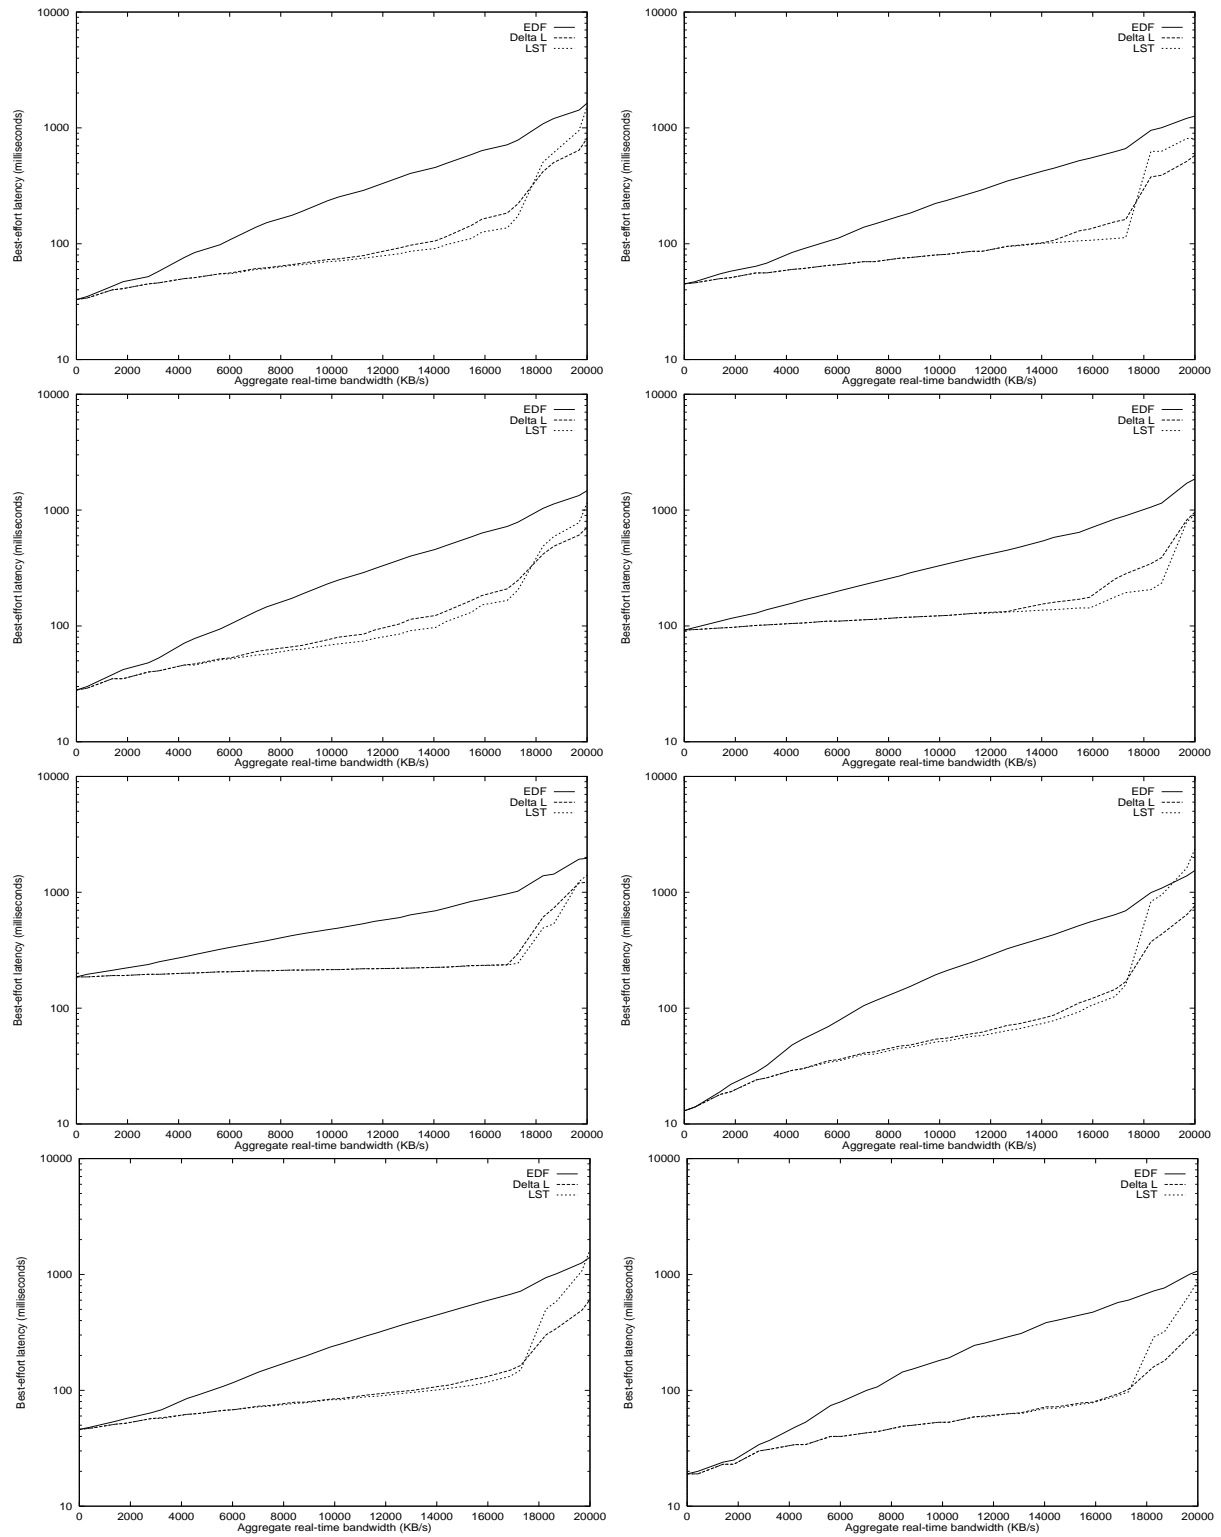 10000
1000
100
10
Best-effort latency (milliseconds)
EDF
Delta L
LST
0 2000 4000 6000 8000 10000 12000 14000 16000 18000 20000
Aggregate real-time bandwidth (KB/s)
10000
1000
100
10
Best-effort latency (milliseconds)
EDF
Delta L
LST
0 2000 4000 6000 8000 10000 12000 14000 16000 18000 20000
Aggregate real-time bandwidth (KB/s)
10000
1000
100
10
Best-effort latency (milliseconds)
EDF
Delta L
LST
0 2000 4000 6000 8000 10000 12000 14000 16000 18000 20000
Aggregate real-time bandwidth (KB/s)
10000
1000
100
10
Best-effort latency (milliseconds)
EDF
Delta L
LST
0 2000 4000 6000 8000 10000 12000 14000 16000 18000 20000
Aggregate real-time bandwidth (KB/s)
10000
1000
100
10
Best-effort latency (milliseconds)
EDF
Delta L
LST
0 2000 4000 6000 8000 10000 12000 14000 16000 18000 20000
Aggregate real-time bandwidth (KB/s)
10000
1000
100
10
Best-effort latency (milliseconds)
EDF
Delta L
LST
0 2000 4000 6000 8000 10000 12000 14000 16000 18000 20000
Aggregate real-time bandwidth (KB/s)
10000
1000
100
10
Best-effort latency (milliseconds)
EDF
Delta L
LST
0 2000 4000 6000 8000 10000 12000 14000 16000 18000 20000
Aggregate real-time bandwidth (KB/s)
10000
1000
100
10
Best-effort latency (milliseconds)
EDF
Delta L
LST
0 2000 4000 6000 8000 10000 12000 14000 16000 18000 20000
Aggregate real-time bandwidth (KB/s)